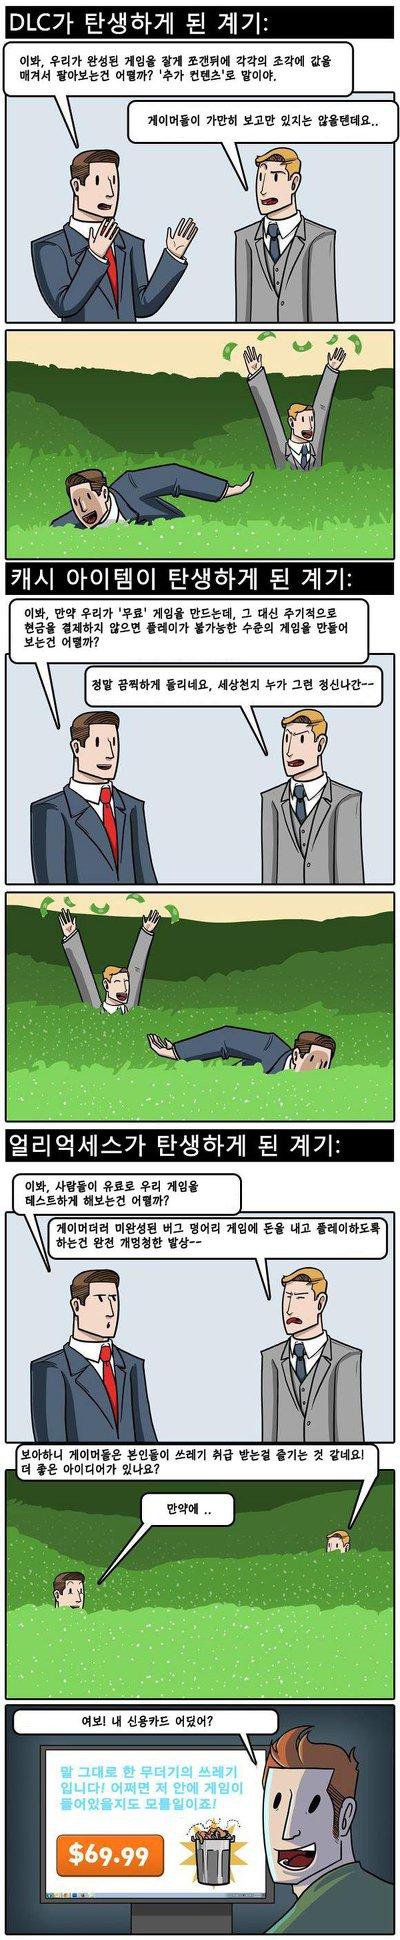 DLC가 탄생하게 된 계기:
이봐, 우리가 완성된 게임을 잘게 쪼갠뒤에 각각의 조각에 값을
매겨서 팔아보는건 어떨까? '추가 컨텐츠'로 말이야.
게이머들이 가만히 보고만 있지는 않을텐데요..
캐시 아이템이 탄생하게 된 계기:
이봐, 만약 우리가 '무료' 게임을 만드는데, 그 대신 주기적으로
현금을 결제하지 않으면 플레이가 불가능한 수준의 게임을 만들어
보는건 어떨까?
정말 끔찍하게 들리네요, 세상천지 누가 그런 정신나간--
얼리억세스가 탄생하게 된 계기:
이봐, 사람들이 유료로 우리 게임을
테스트하게 해보는건 어떨까?
게이머더러 미완성된 버그 덩어리 게임에 돈을 내고 플레이하도록
하는건 완전 개멍청한 발상--
보아하니 게이머들은 본인들이 쓰레기 취급 받는걸 즐기는 것 같네요!
더 좋은 아이디어가 있나요?
만약에 ..
여보! 내 신용카드 어딨어?
말 그대로 한 무더기의 쓰레기
입니다! 어쩌면 저 안에 게임이
들어있을지도 모를일이죠!
$69.99